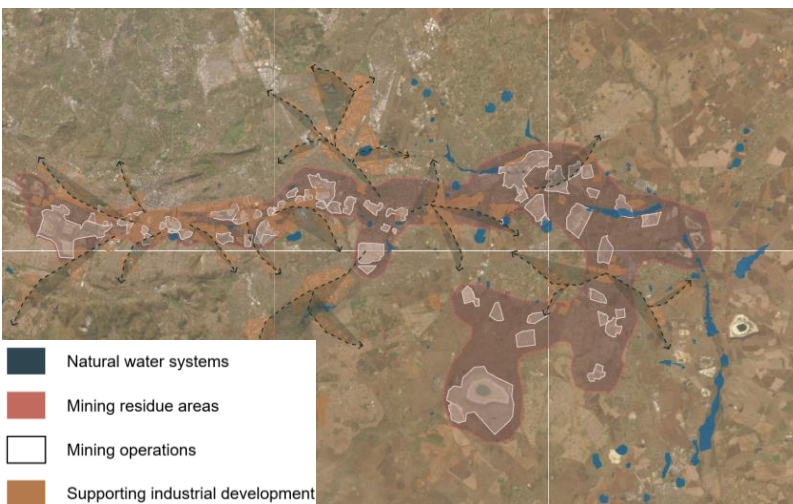 Natural water systems
Mining residue areas
Mining operations
Supporting industrial development